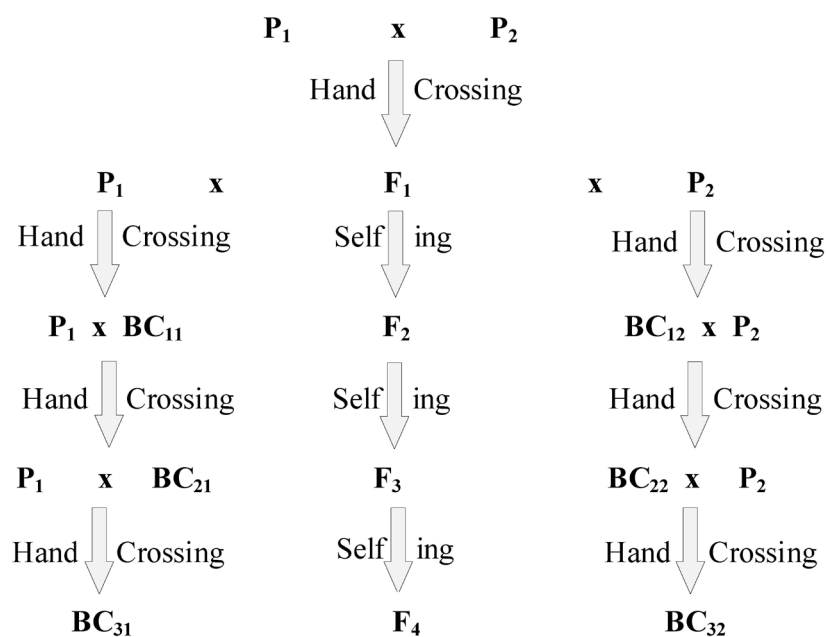 P₁ x P₂
Hand Crossing
P₁ x F₁ x P₂
Hand Crossing Self ing Hand Crossing
P₁ x BC₁₁ F₂ BC₁₂ x P₂
Hand Crossing Self ing Hand Crossing
P₁ x BC₂₁ F₃ BC₂₂ x P₂
Hand Crossing Self ing Hand Crossing
BC₃₁ F₄ BC₃₂